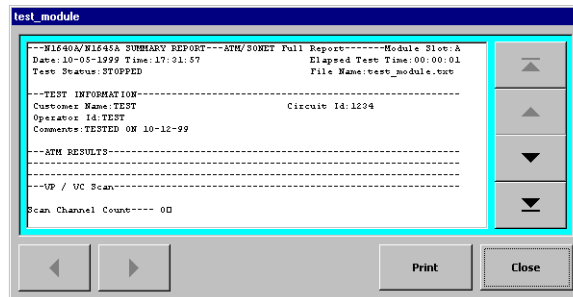 test_module
---N1640A/N1645A SUMMARY REPORT---ATM/SONET Full Report-------Module Slot:A
Date:10-05-1999 Time:17:31:57 Elapsed Test Time:00:00:01
Test Status:STOPPED File Name:test_module.txt
---TEST INFORMATION---
Customer Name:TEST Circuit Id:1234
Operator Id:TEST
Comments:TESTED ON 10-12-99
---ATM RESULTS---
---VP / VC Scan---
Scan Channel Count---- 0
Print
Close